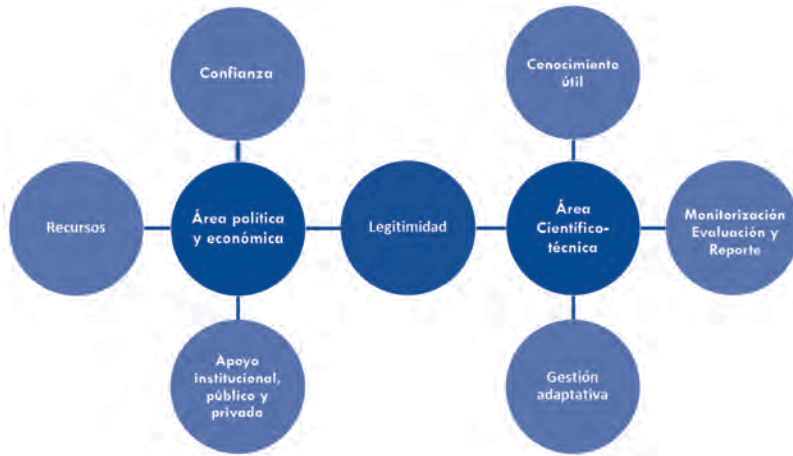 Confianza
Conocimiento
útil
Recursos
Área política
y económica
Legitimidad
Área
Científico-
técnica
Monitorización
Evaluación y
Reporte
Apoyo
institucional,
público y
privada
Gestión
adaptativa